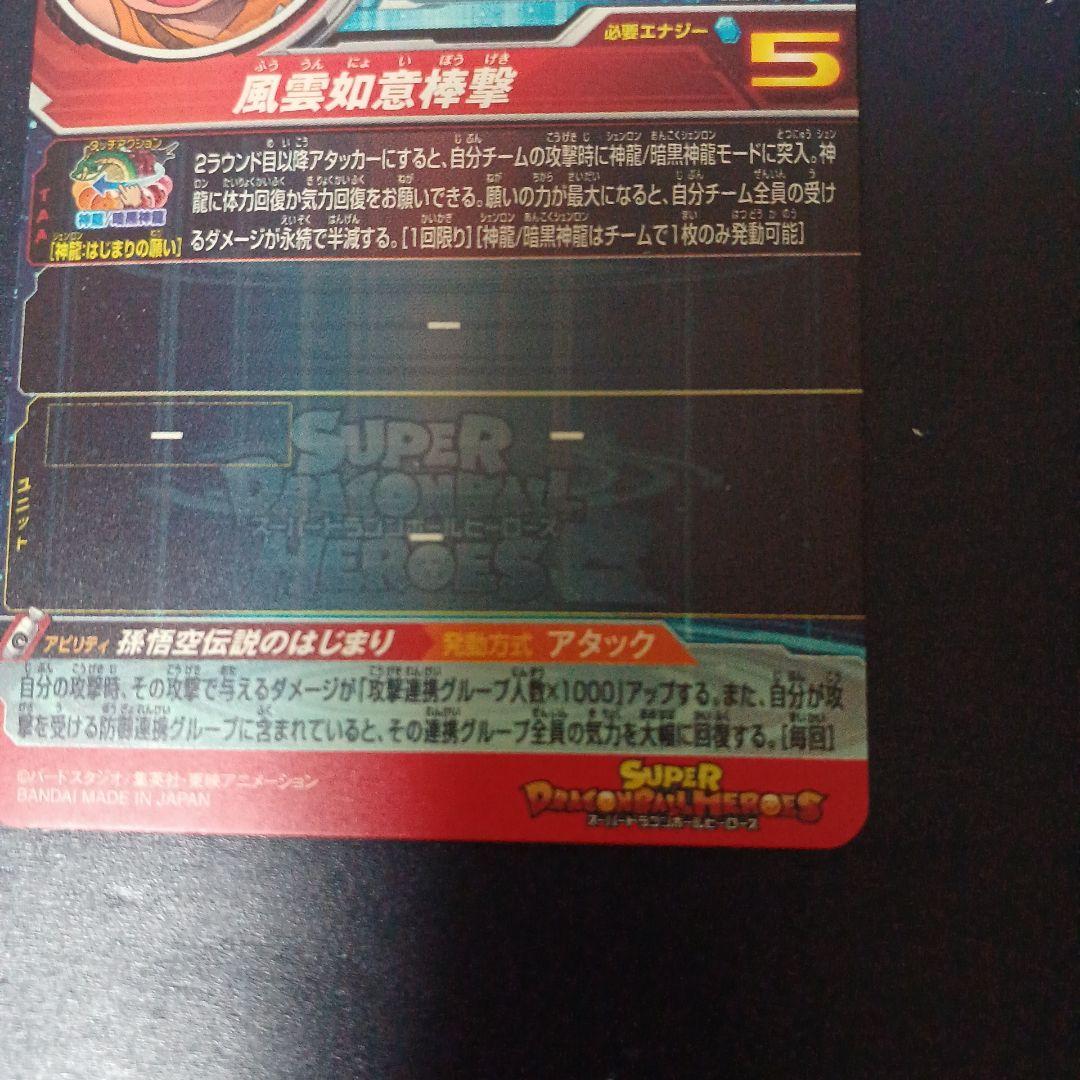 必要エナジー 5
風雲如意棒撃
タッチアクション
TAA
神龍/暗黒神龍
[神龍:はじまりの願い]
2ラウンド目以降アタッカーにすると、自分チームの攻撃時に神龍/暗黒神龍モードに突入。神
龍に体力回復か気力回復をお願いできる。願いの力が最大になると、自分チーム全員の受け
るダメージが永続で半減する。[1回限り][神龍/暗黒神龍はチームで1枚のみ発動可能]
ー
ー ー
ユニット
SUPER
DRAGONBALL
スーパードラゴンボールヒーローズ
ー
HEROES
アビリティ 孫悟空伝説のはじまり 発動方式 アタック
自分の攻撃時、その攻撃で与えるダメージが「攻撃連携グループ人数×1000」アップする。また、自分が攻
撃を受ける防御連携グループに含まれていると、その連携グループ全員の気力を大幅に回復する。[毎回]
©バードスタジオ/集英社・東映アニメーション
BANDAI MADE IN JAPAN
SUPER
DRAGONBALL HEROES
スーパードラゴンボールヒーローズ